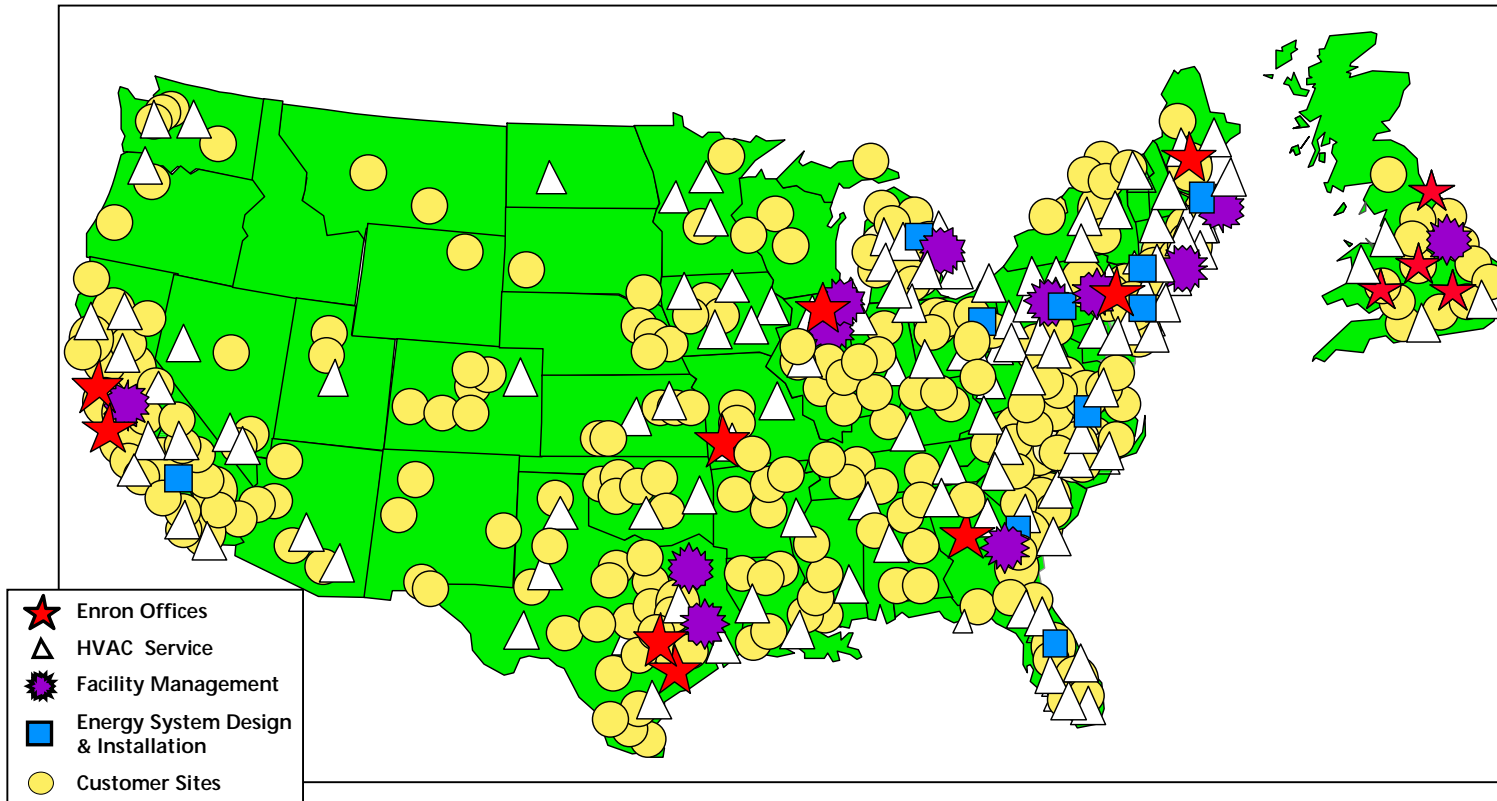 Enron Offices
HVAC Service
Facility Management
Energy System Design
& Installation
Customer Sites